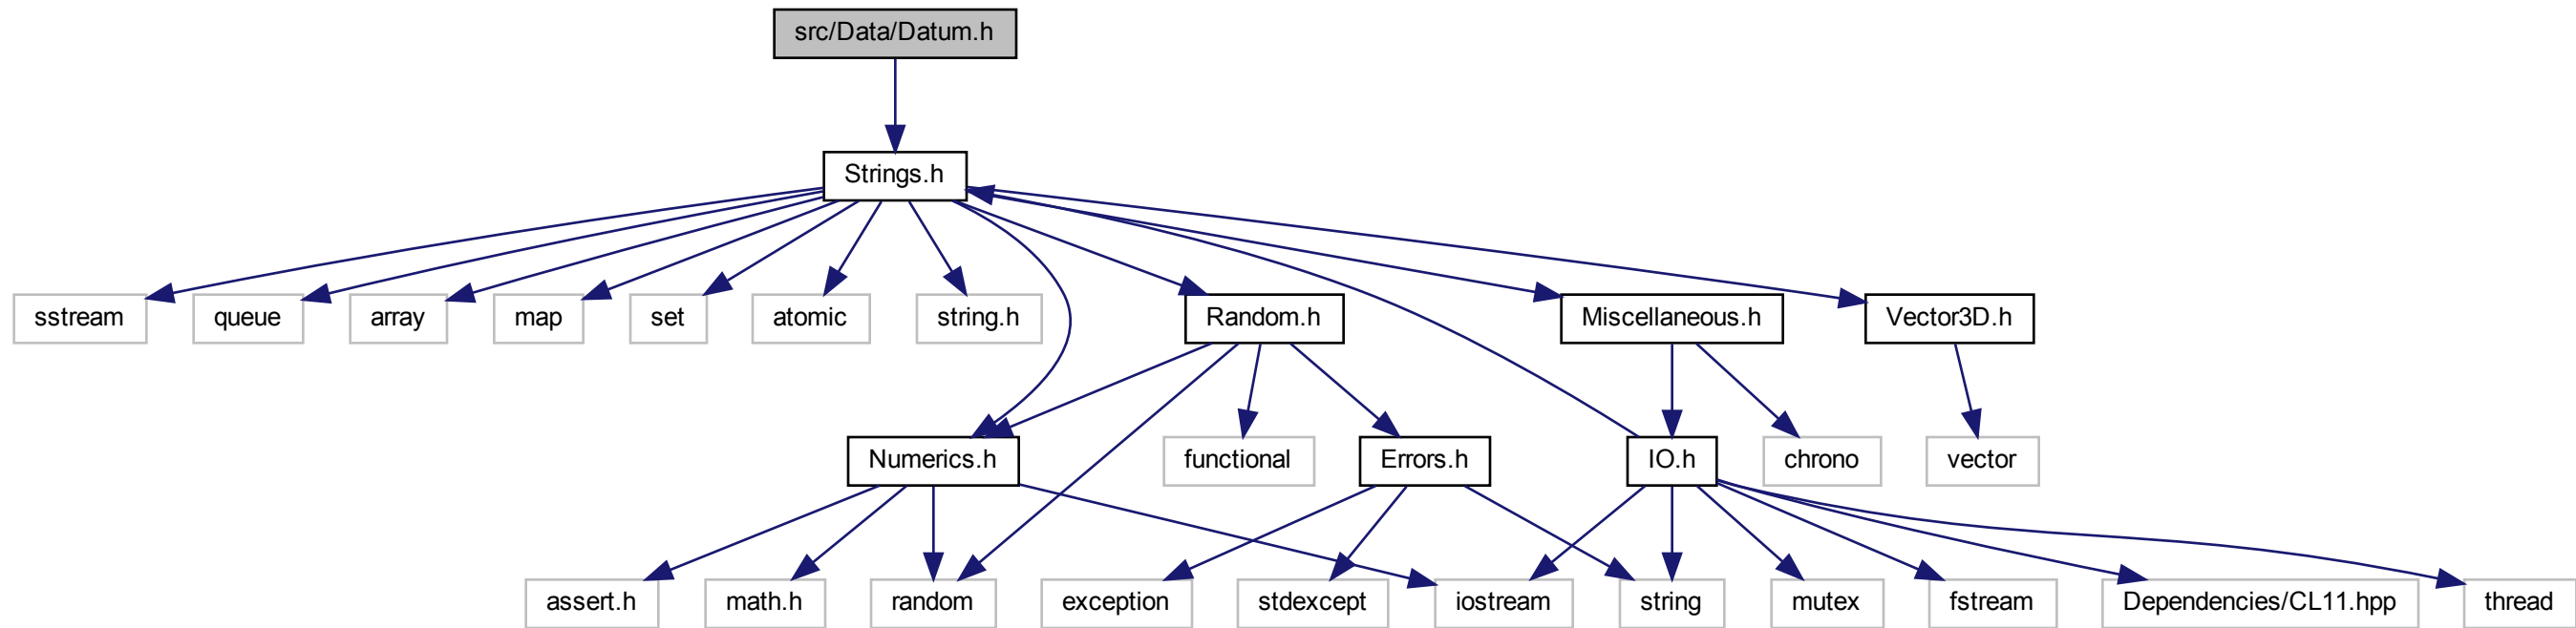 src/Data/Datum.h
Strings.h
sstream
queue
array
map
set
atomic
string.h
Random.h
Miscellaneous.h
Vector3D.h
Numerics.h
functional
Errors.h
IO.h
chrono
vector
assert.h
math.h
random
exception
stdexcept
iostream
string
mutex
fstream
Dependencies/CL11.hpp
thread